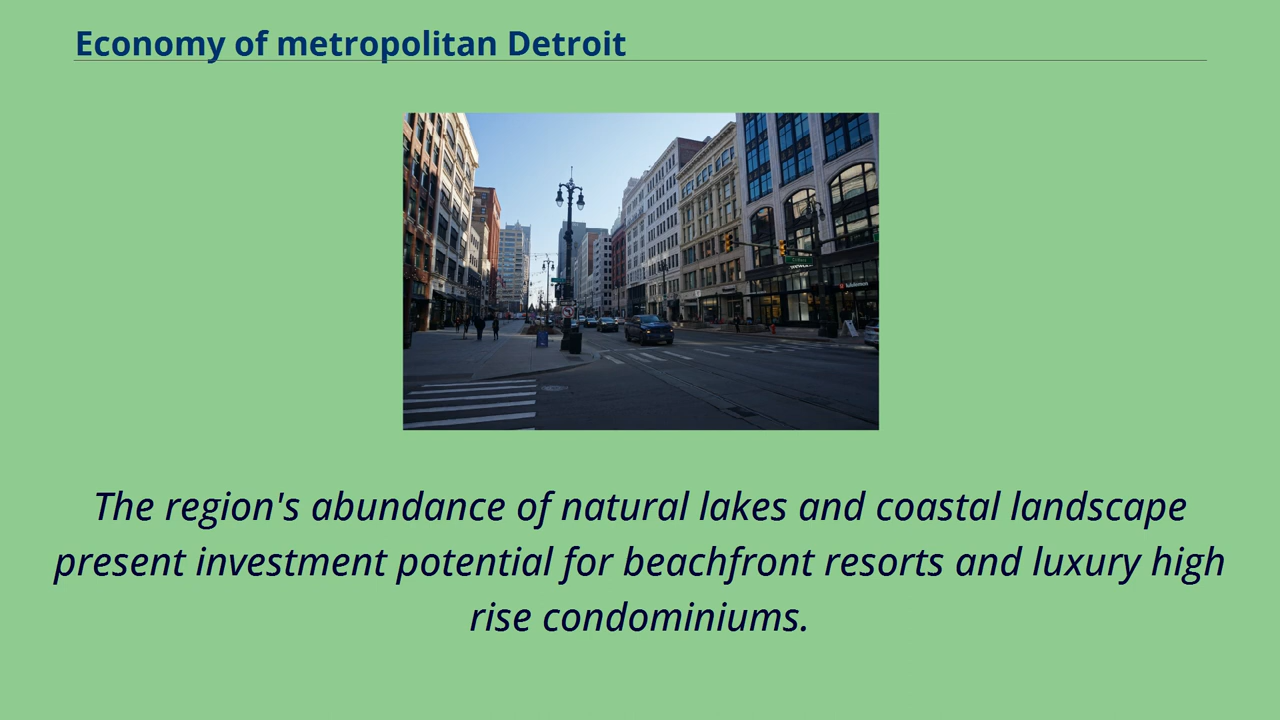 Economy of metropolitan Detroit
lululemon
The region's abundance of natural lakes and coastal landscape
present investment potential for beachfront resorts and luxury high
rise condominiums.